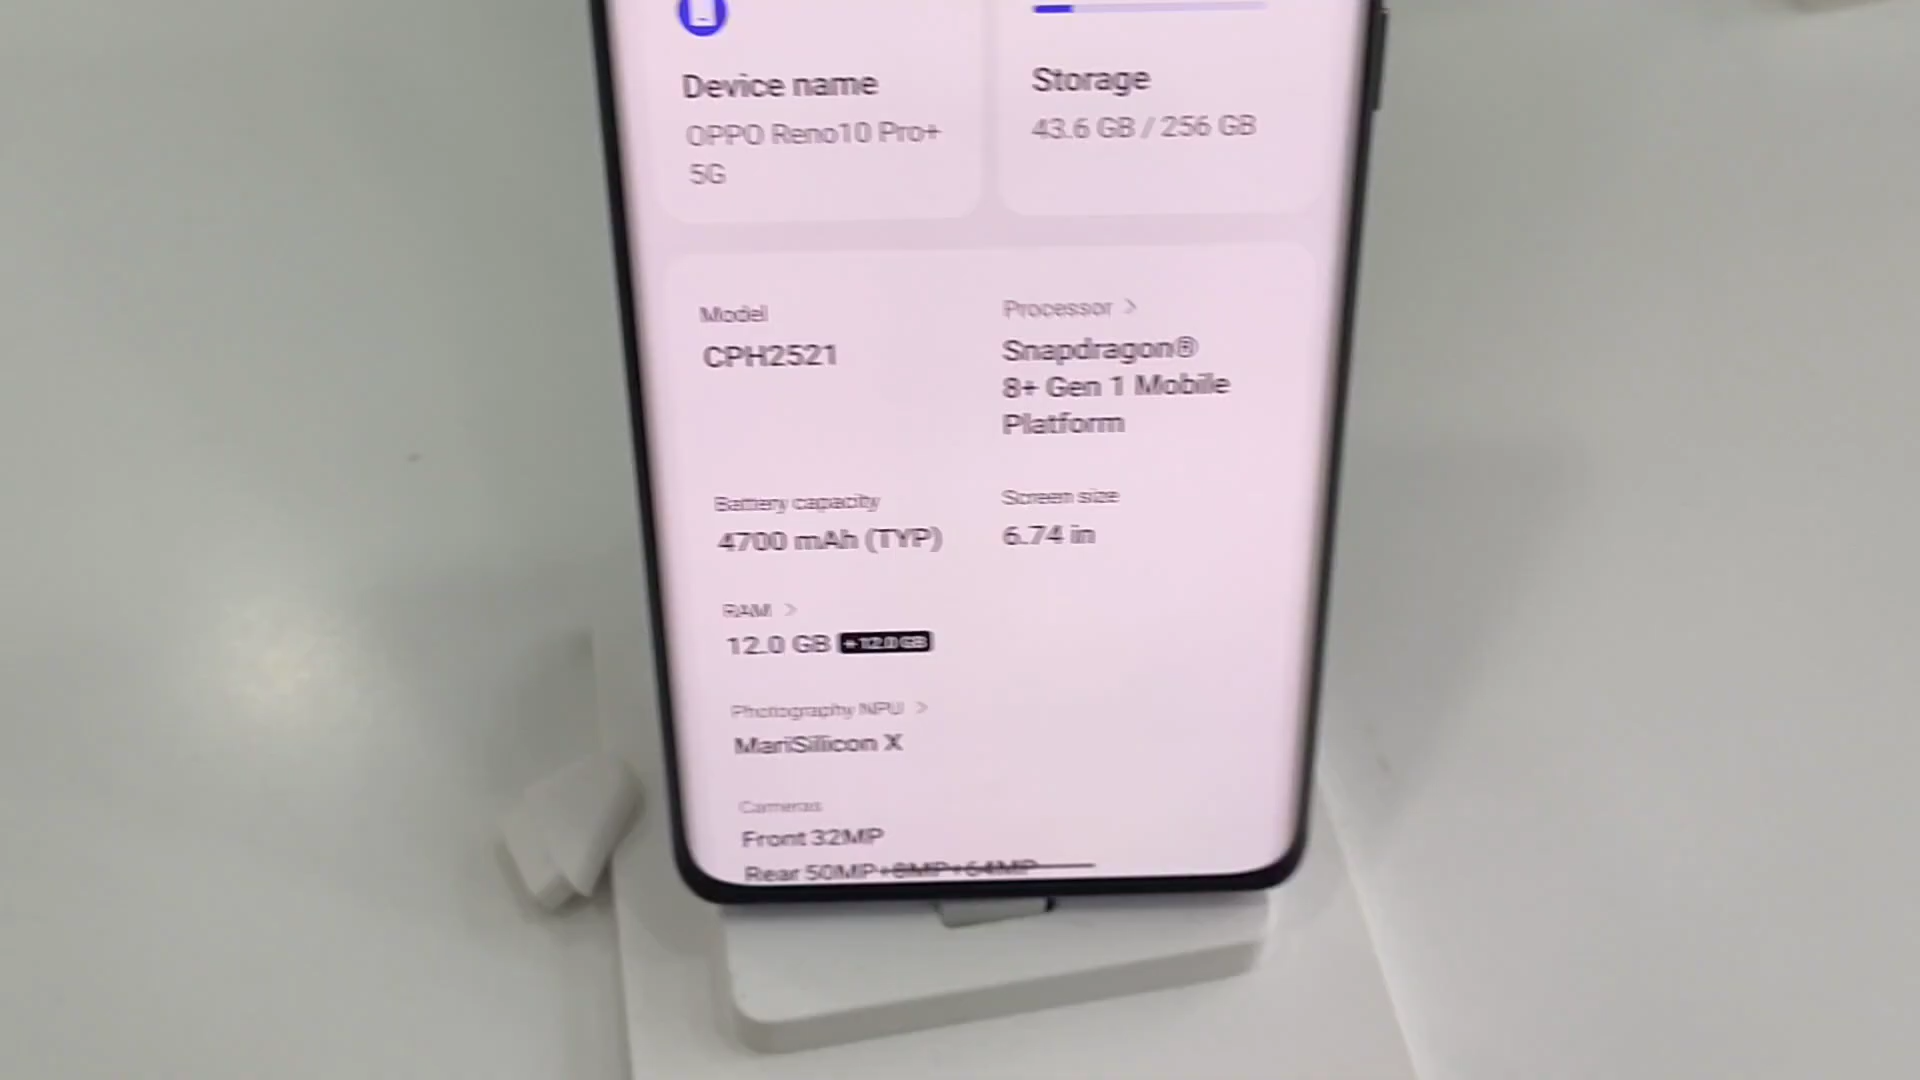 Device name
OPPO Reno10 Pro+
5G
Storage
43.6 GB / 256 GB
Model
CPH2521
Processor >
Snapdragon®
8+ Gen 1 Mobile
Platform
Battery capacity
4700 mAh (TYP)
Screen size
6.74 in
RAM >
12.0 GB +12.0 GB
Photography NPU >
MariSilicon X
Cameras
Front 32MP
Rear 50MP+8MP+64MP